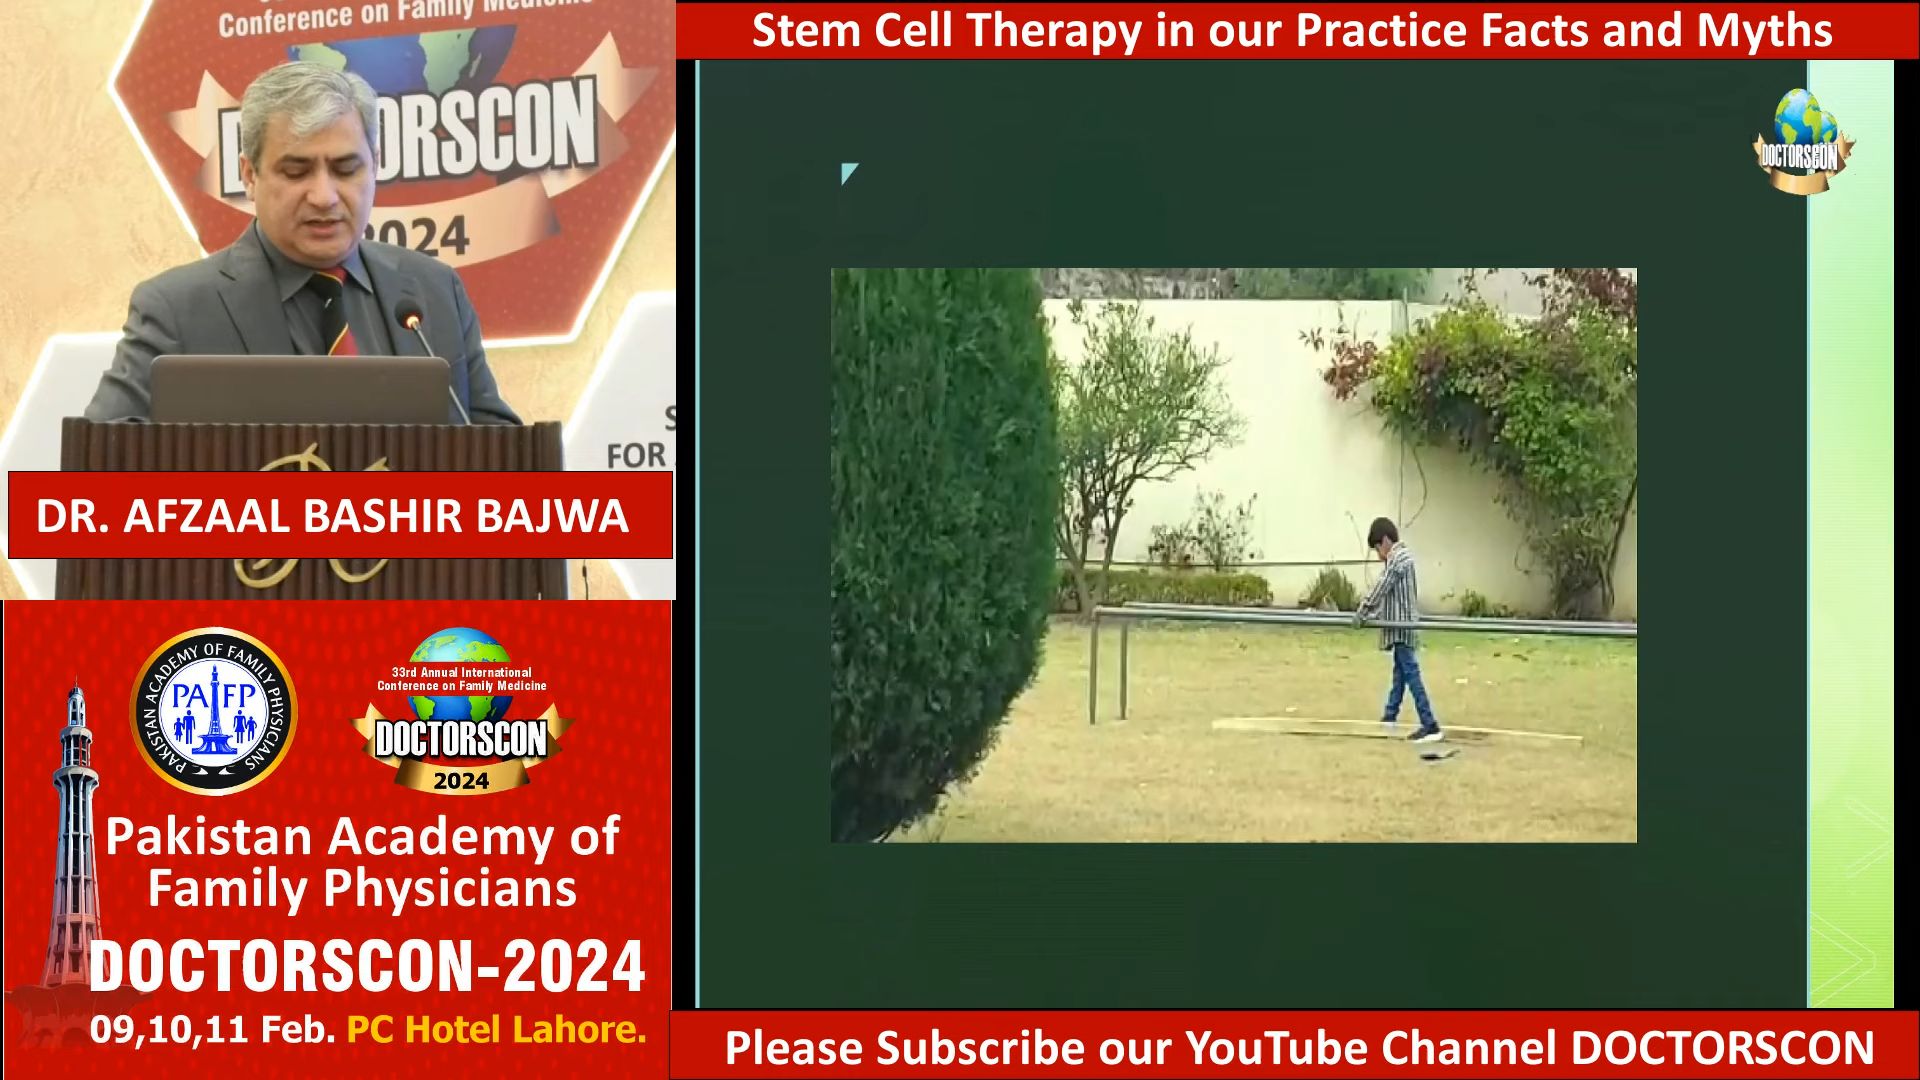 Conference on Family Medicine
DOCTORSCON
2024
FOR
DR. AFZAAL BASHIR BAJWA
PAKISTAN ACADEMY OF FAMILY PHYSICIANS
PAFP
33rd Annual International
Conference on Family Medicine
DOCTORSCON
2024
Pakistan Academy of
Family Physicians
DOCTORSCON-2024
09,10,11 Feb. PC Hotel Lahore.
Stem Cell Therapy in our Practice Facts and Myths
DOCTORSCON
Please Subscribe our YouTube Channel DOCTORSCON